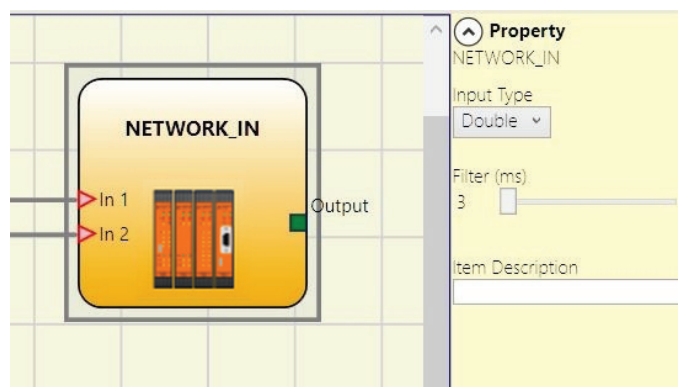 NETWORK_IN
In 1
In 2
Output
Property
NETWORK_IN
Input Type
Double
Filter (ms)
3
Item Description